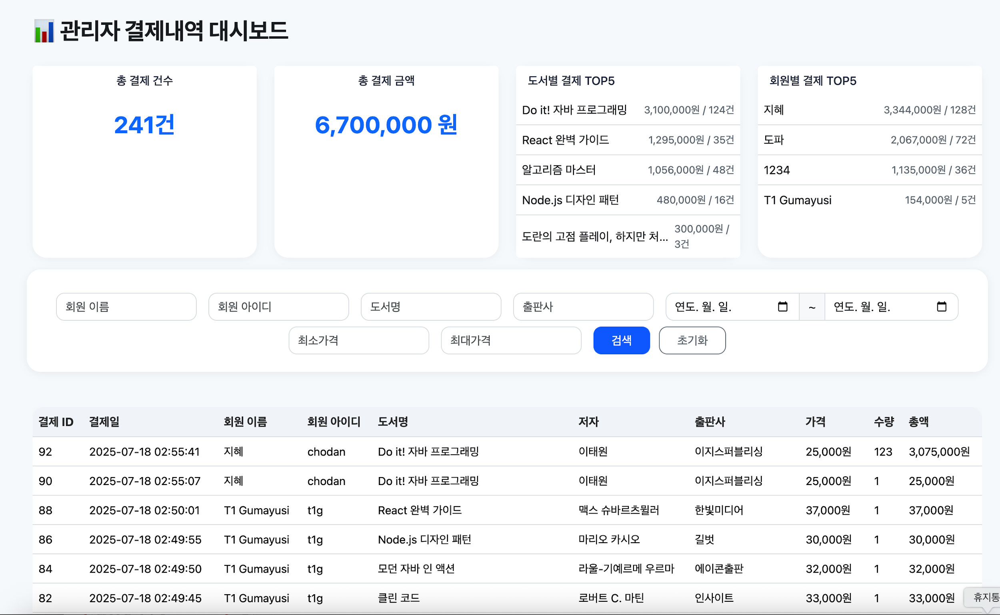 📊 관리자 결제내역 대시보드
총 결제 건수
241건
총 결제 금액
6,700,000 원
도서별 결제 TOP5
Do it! 자바 프로그래밍 3,100,000원 / 124건
React 완벽 가이드 1,295,000원 / 35건
알고리즘 마스터 1,056,000원 / 48건
Node.js 디자인 패턴 480,000원 / 16건
도란의 고점 플레이, 하지만 처... 300,000원 /
3건
회원별 결제 TOP5
지혜 3,344,000원 / 128건
도파 2,067,000원 / 72건
1234 1,135,000원 / 36건
T1 Gumayusi 154,000원 / 5건
회원 이름 회원 아이디 도서명 출판사 연도. 월. 일. ~ 연도. 월. 일.
최소가격 최대가격 검색 초기화
결제 ID 결제일 회원 이름 회원 아이디 도서명 저자 출판사 가격 수량 총액
92 2025-07-18 02:55:41 지혜 chodan Do it! 자바 프로그래밍 이태원 이지스퍼블리싱 25,000원 123 3,075,000원
90 2025-07-18 02:55:07 지혜 chodan Do it! 자바 프로그래밍 이태원 이지스퍼블리싱 25,000원 1 25,000원
88 2025-07-18 02:50:01 T1 Gumayusi t1g React 완벽 가이드 맥스 슈바르츠뮐러 한빛미디어 37,000원 1 37,000원
86 2025-07-18 02:49:55 T1 Gumayusi t1g Node.js 디자인 패턴 마리오 카시오 길벗 30,000원 1 30,000원
84 2025-07-18 02:49:50 T1 Gumayusi t1g 모던 자바 인 액션 라울-기예르메 우르마 에이콘출판 32,000원 1 32,000원
82 2025-07-18 02:49:45 T1 Gumayusi t1g 클린 코드 로버트 C. 마틴 인사이트 33,000원 1 33,000원
휴지통